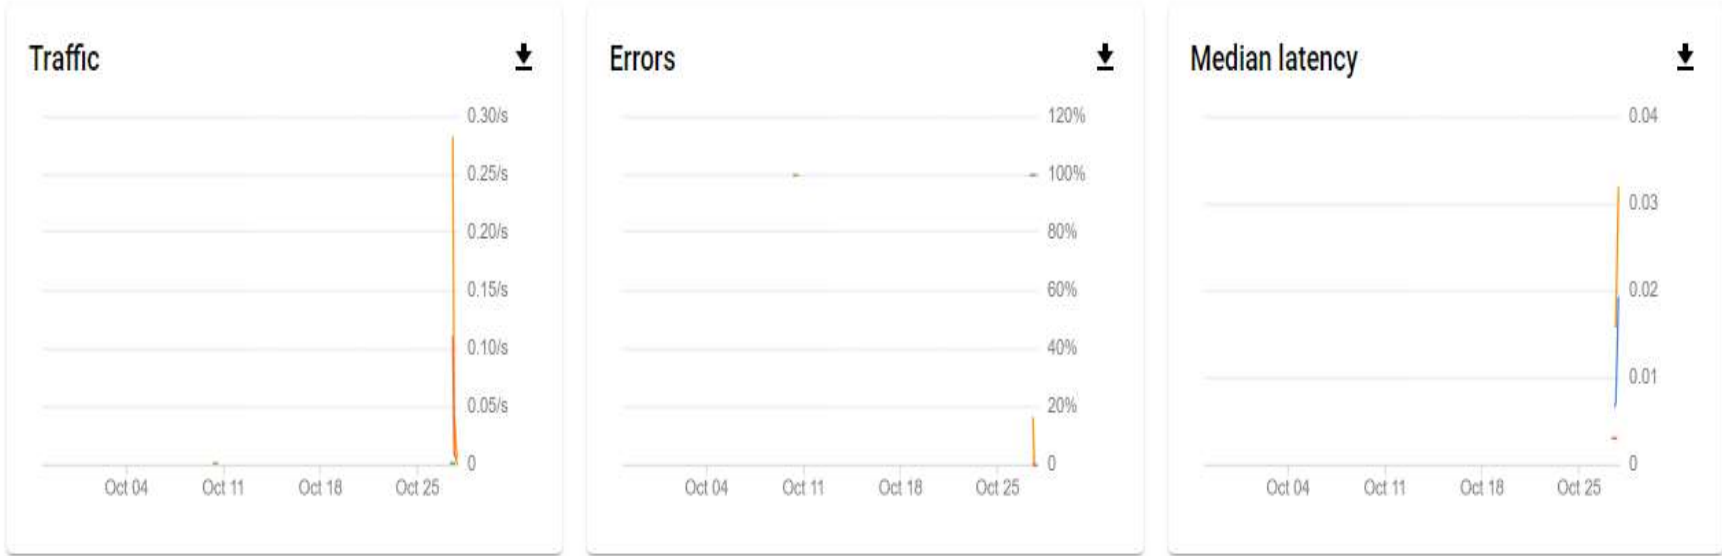 Traffic
0.30/s
0.25/s
0.20/s
0.15/s
0.10/s
0.05/s
0
Oct 04 Oct 11 Oct 18 Oct 25
Errors
120%
100%
80%
60%
40%
20%
0
Oct 04 Oct 11 Oct 18 Oct 25
Median latency
0.04
0.03
0.02
0.01
0
Oct 04 Oct 11 Oct 18 Oct 25